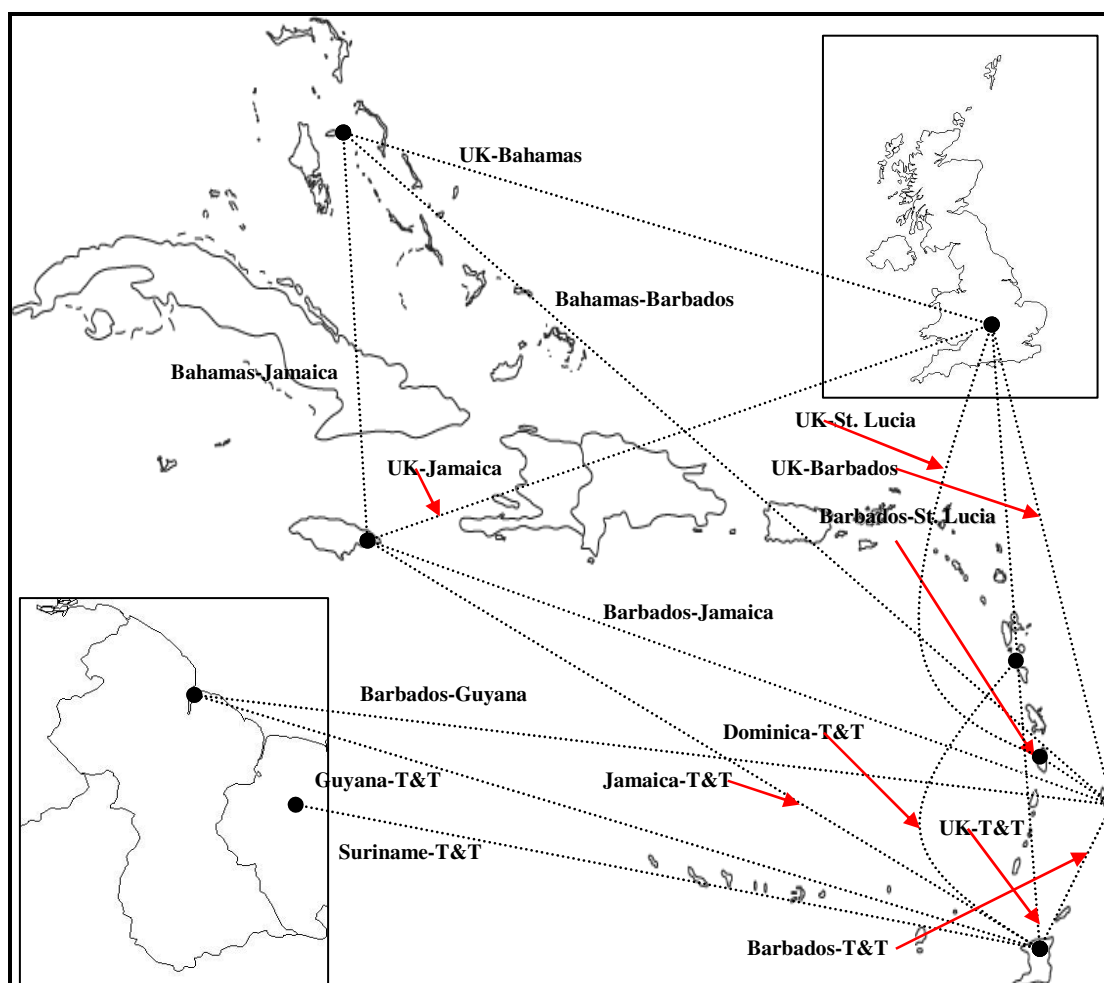 UK-Bahamas
Bahamas-Barbados
Bahamas-Jamaica
UK-St. Lucia
UK-Jamaica
UK-Barbados
Barbados-St. Lucia
Barbados-Jamaica
Barbados-Guyana
Dominica-T&T
Guyana-T&T
Jamaica-T&T
UK-T&T
Suriname-T&T
Barbados-T&T